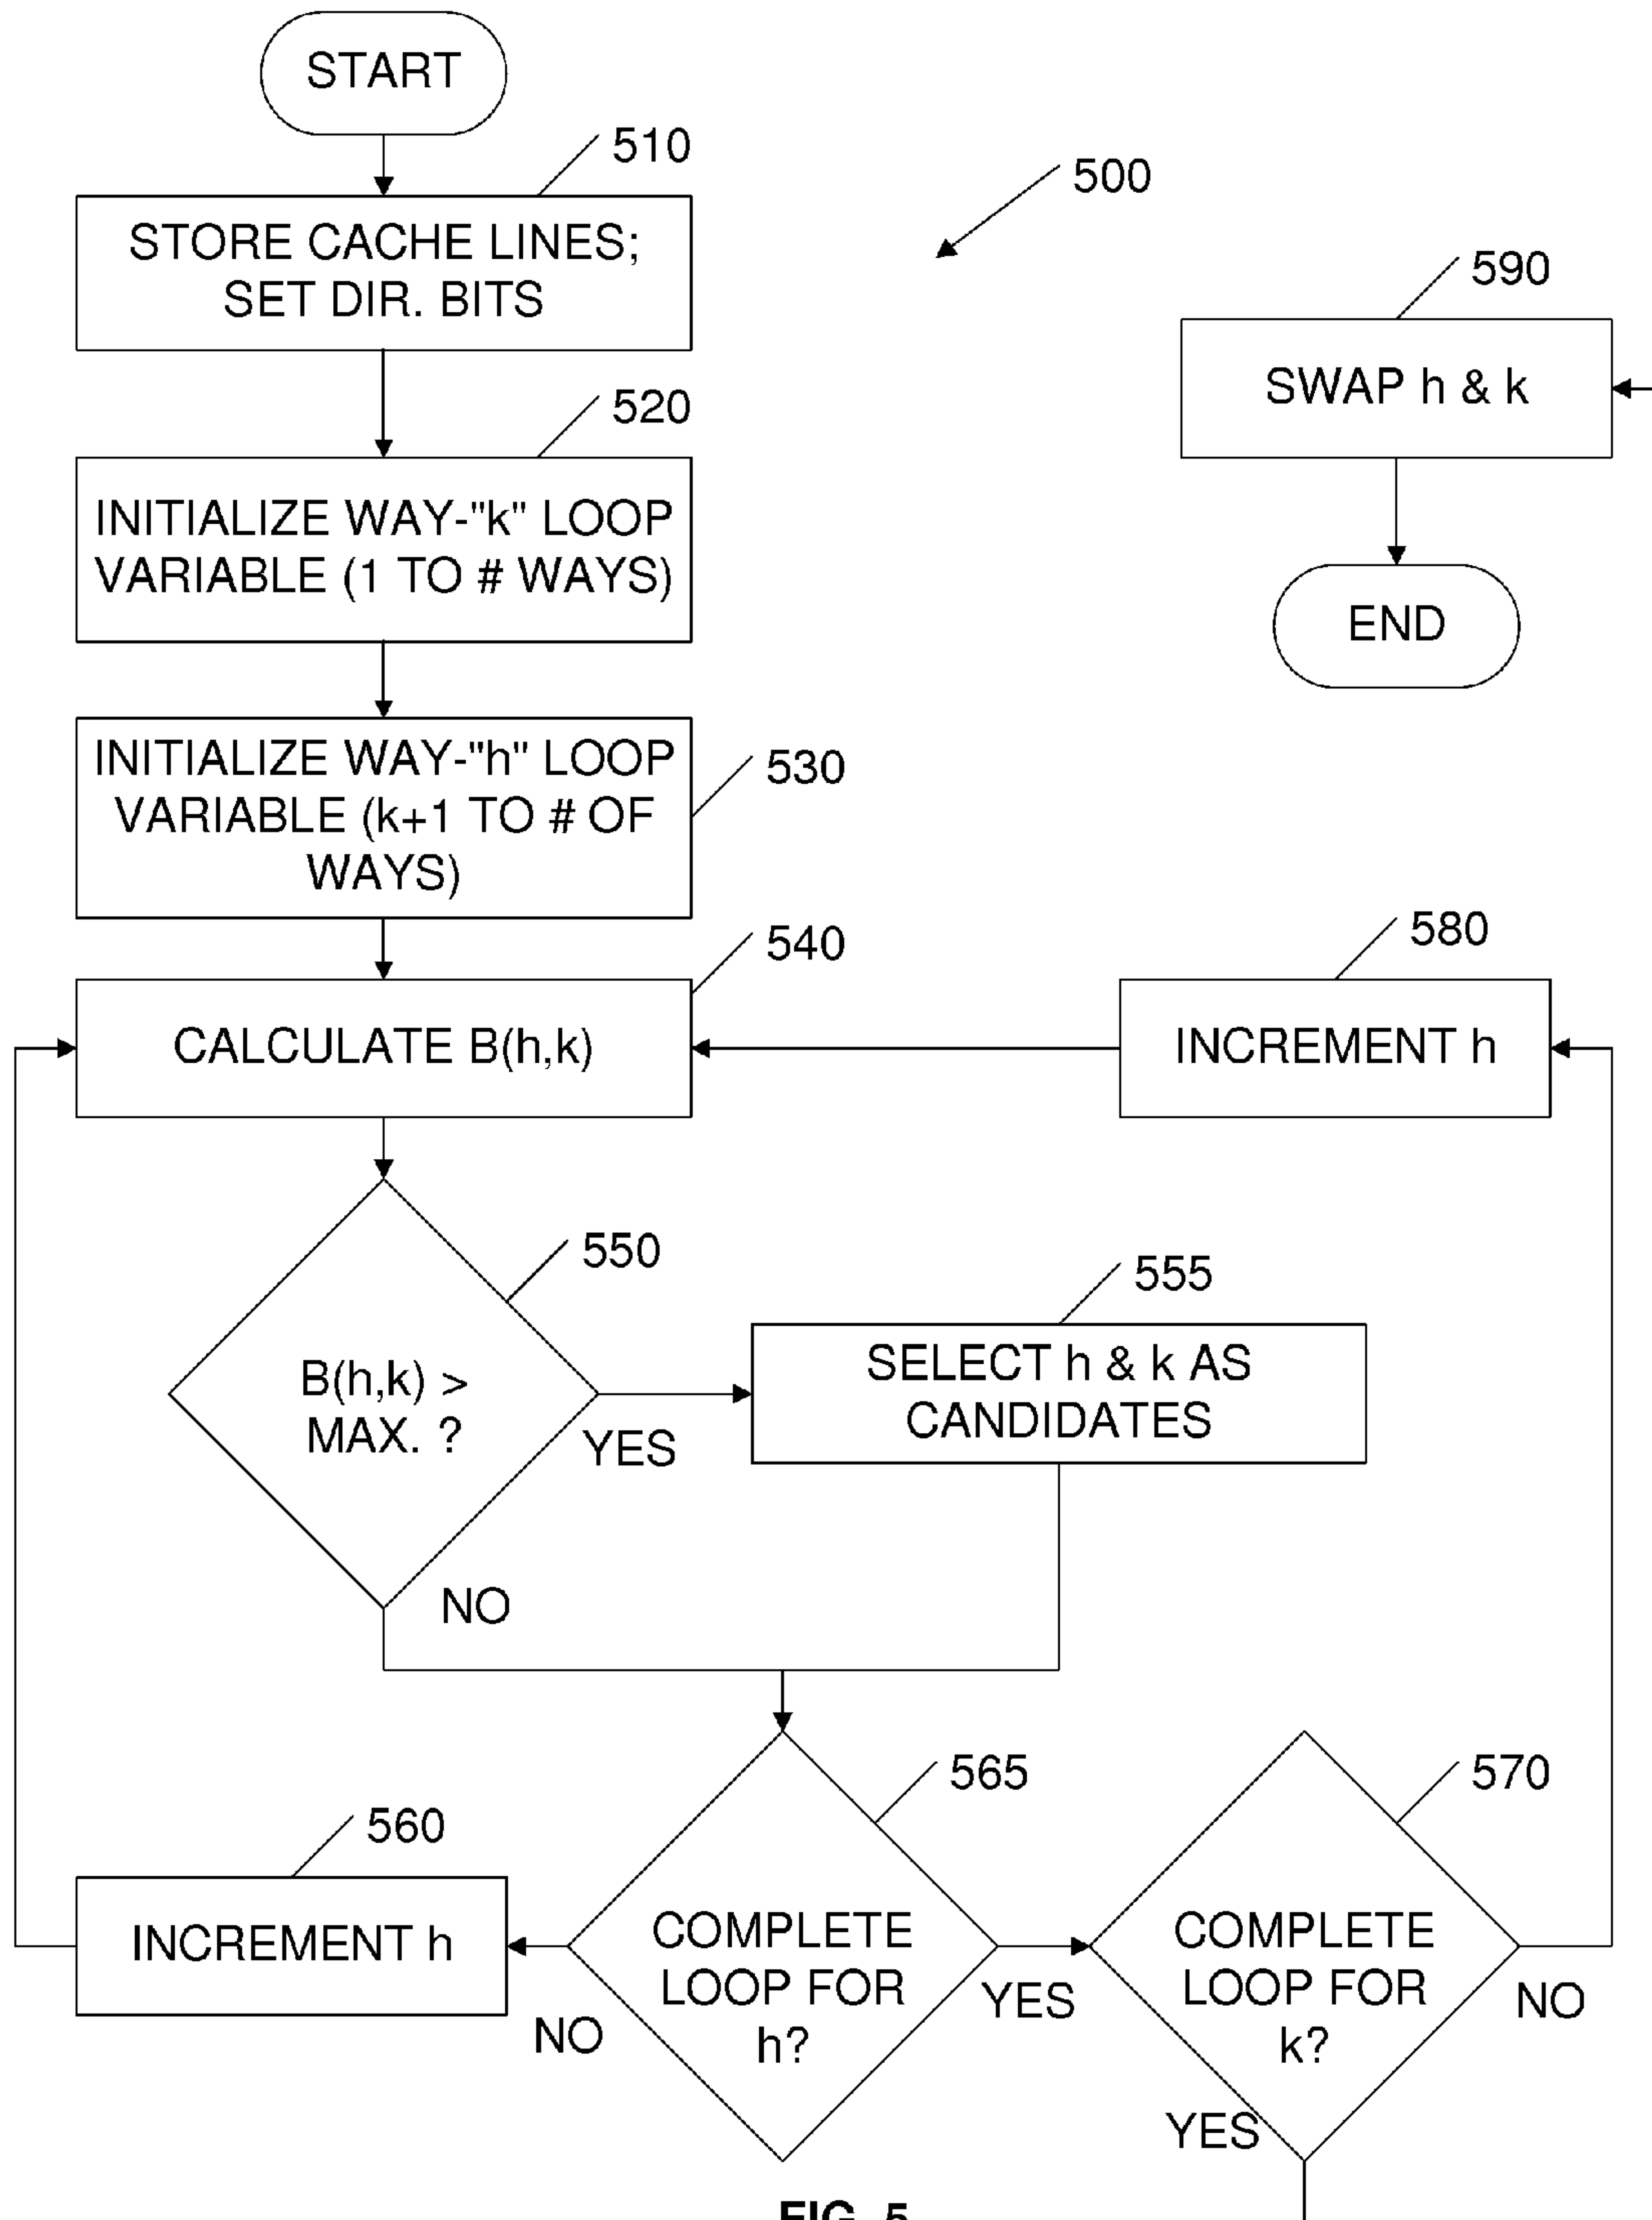 START
510
STORE CACHE LINES;
SET DIR. BITS
500
590
SWAP h & k
END
520
INITIALIZE WAY-"k" LOOP
VARIABLE (1 TO # WAYS)
530
INITIALIZE WAY-"h" LOOP
VARIABLE (k+1 TO # OF
WAYS)
540
CALCULATE B(h,k)
580
INCREMENT h
550
B(h,k) >
MAX. ?
YES
NO
555
SELECT h & k AS
CANDIDATES
560
INCREMENT h
565
COMPLETE
LOOP FOR
h?
NO
YES
570
COMPLETE
LOOP FOR
k?
NO
YES
FIG. 5